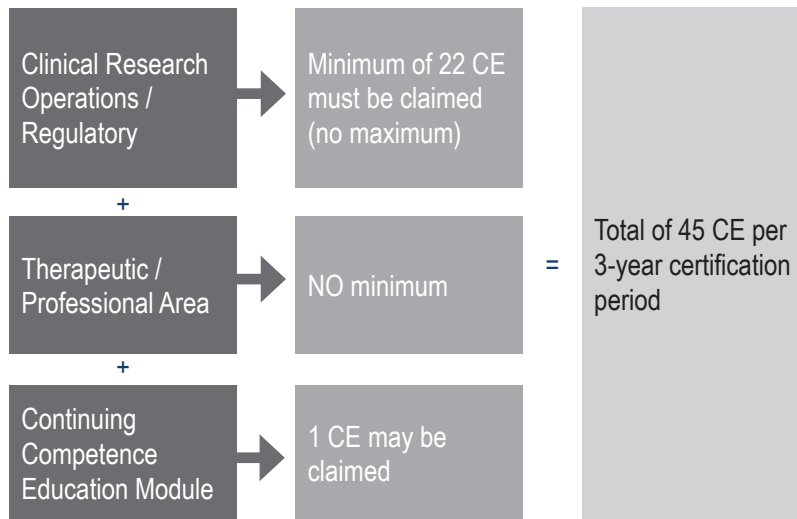 Clinical Research
Operations /
Regulatory
Minimum of 22 CE
must be claimed
(no maximum)
+
Therapeutic /
Professional Area
NO minimum
=
Total of 45 CE per
3-year certification
period
+
Continuing
Competence
Education Module
1 CE may be
claimed